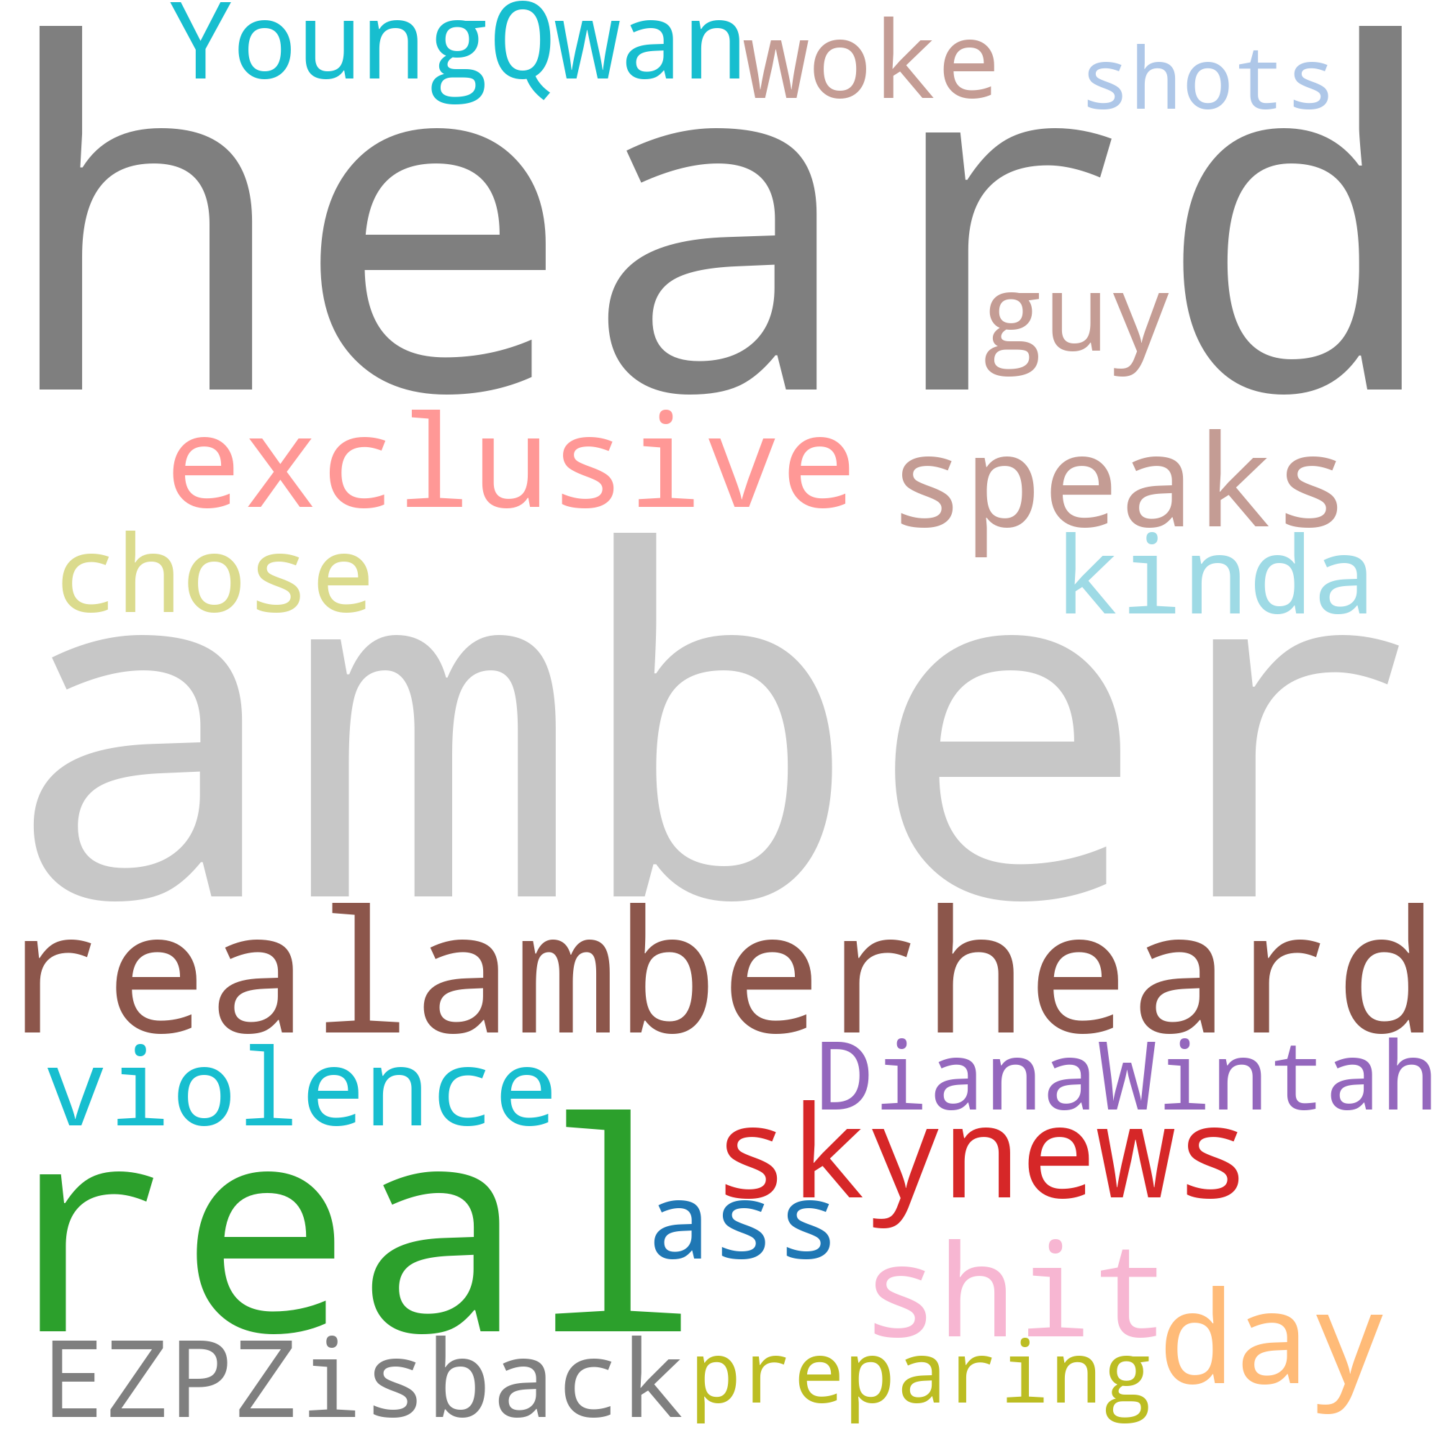 YoungQwan woke shots
heard
guy
exclusive speaks
chose kinda
amber
realamberheard
violence DianaWintah
real skynews
ass
shit day
EZPZisback preparing